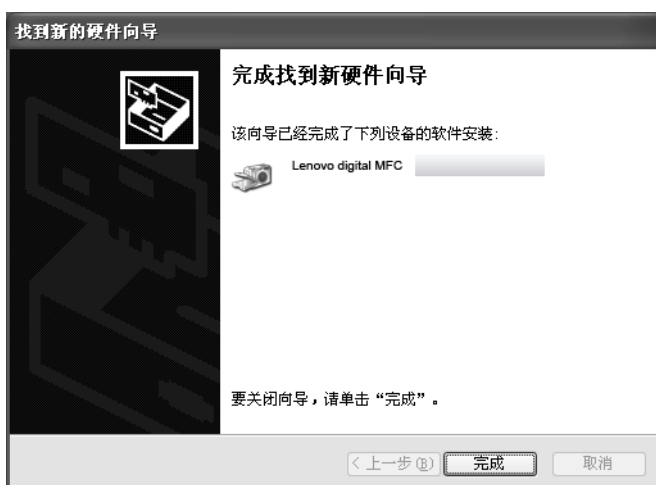 找到新的硬件向导
完成找到新硬件向导
该向导已经完成了下列设备的软件安装:
Lenovo digital MFC
要关闭向导，请单击“完成”。
< 上一步(B)
完成
取消